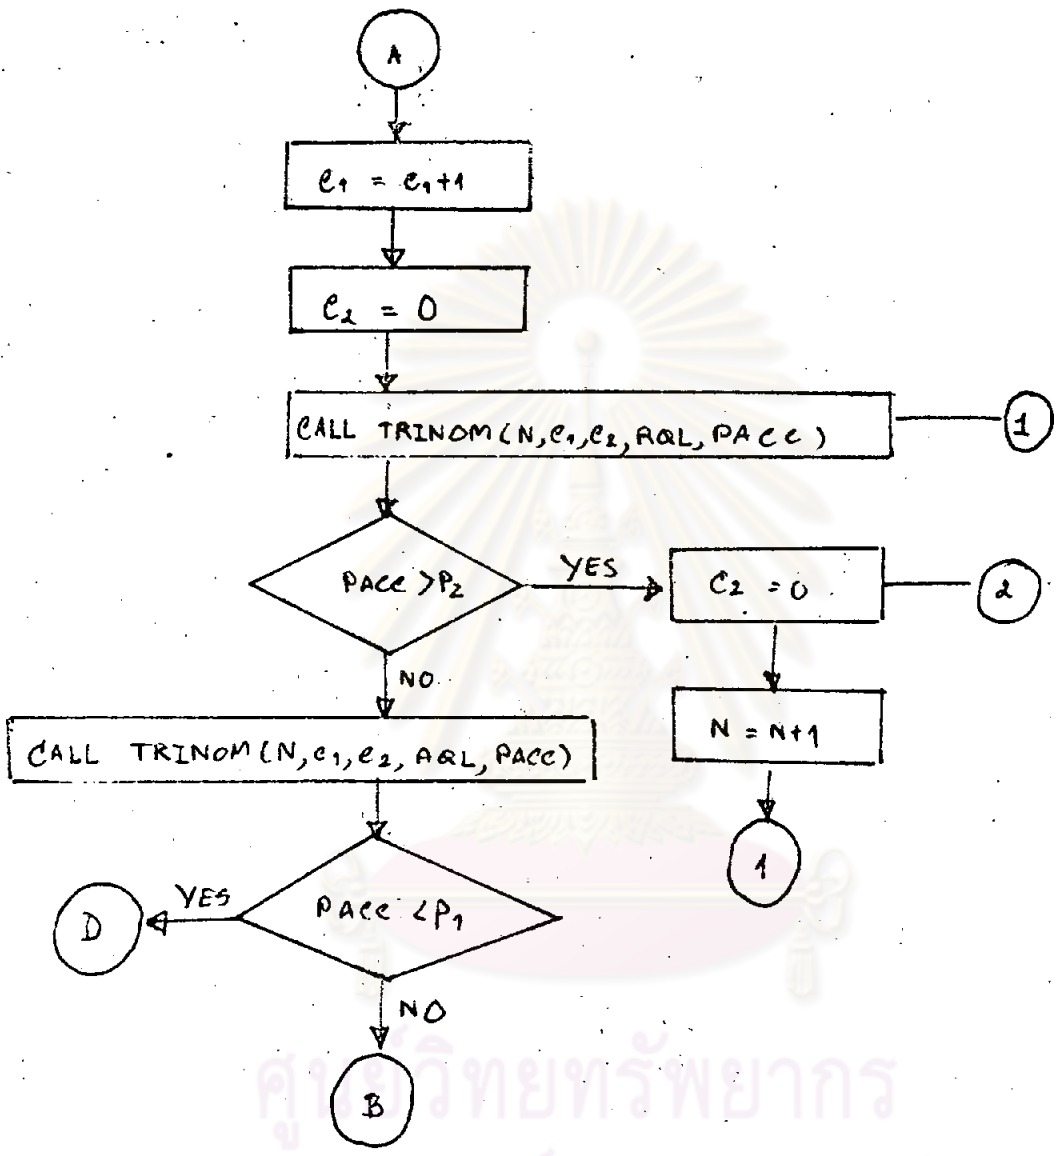 A
C₁ = C₁+1
C₂ = 0
CALL TRINOM(N,C₁,C₂,AQL,PACC)
1
PACC >P₂
YES
C₂ = 0
2
NO
N = N+1
CALL TRINOM(N,C₁,C₂,AQL,PACC)
1
PACC <P₁
YES
D
NO
B
ศูนย์วิทยทรัพยากร